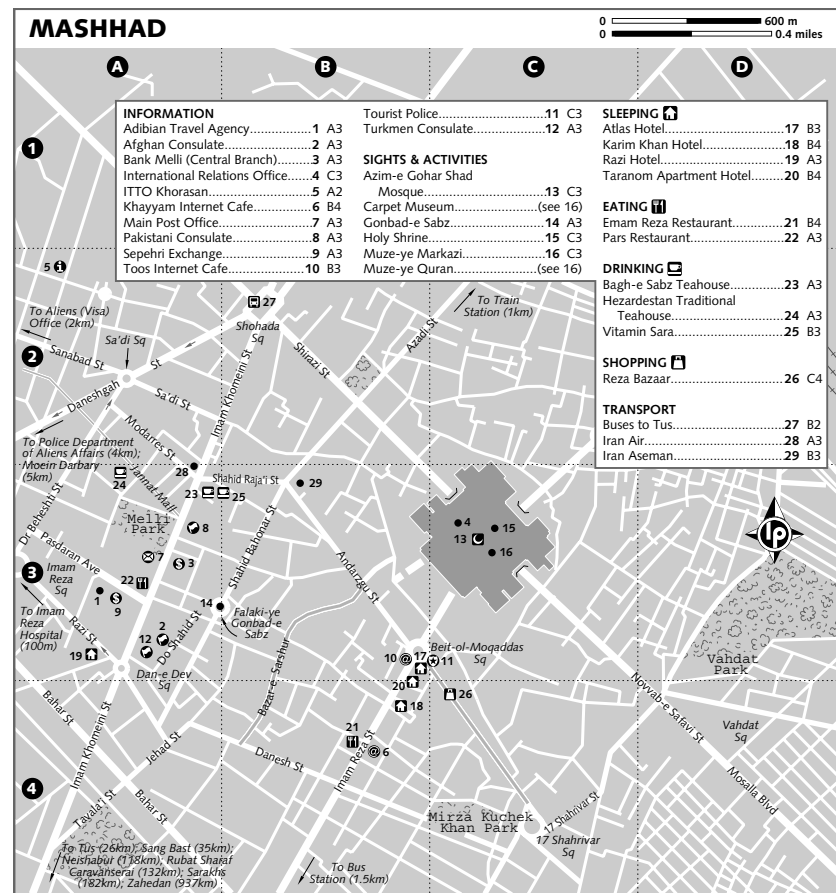 MASHHAD
0 600 m
0 0.4 miles
A B C D
1
2
3
4
INFORMATION
Adibian Travel Agency 1 A3
Afghan Consulate 2 A3
Bank Melli (Central Branch) 3 A3
International Relations Office 4 C3
ITTO Khorasan 5 A2
Khayyam Internet Cafe 6 B4
Main Post Office 7 A3
Pakistani Consulate 8 A3
Sepehri Exchange 9 A3
Toos Internet Cafe 10 B3
Tourist Police 11 C3
Turkmen Consulate 12 A3
SIGHTS & ACTIVITIES
Azim-e Gohar Shad
Mosque 13 C3
Carpet Museum (see 16)
Gonbad-e Sabz 14 A3
Holy Shrine 15 C3
Muze-ye Markazi 16 C3
Muze-ye Quran (see 16)
SLEEPING
Atlas Hotel 17 B3
Karim Khan Hotel 18 B4
Razi Hotel 19 A3
Taranom Apartment Hotel 20 B4
EATING
Emam Reza Restaurant 21 B4
Pars Restaurant 22 A3
DRINKING
Bagh-e Sabz Teahouse 23 A3
Hezardestan Traditional
Teahouse 24 A3
Vitamin Sara 25 B3
SHOPPING
Reza Bazaar 26 C4
TRANSPORT
Buses to Tus 27 B2
Iran Air 28 A3
Iran Aseman 29 B3
5
To Aliens (Visa)
Office (2km)
Sa'di Sq
Sanabad St
Daneshgah St
Sa'di St
27
Shohada
Sq
Imam Khomeini St
Shirazi St
Azadi St
To Train
Station (1km)
Modarres St
To Police Department
of Aliens Affairs (4km);
Moein Darbary
(5km)
24
Jannat Mall
28
Shahid Raja'i St
23
25
29
Melli
Park
8
Dr Beheshti St
Pasdaran Ave
Imam
Reza
Sq
7
3
22
1
9
Shahid Bahonar St
Andarzgu St
4
15
13
16
lp
14
Falaki-ye
Gonbad-e
Sabz
To Imam
Reza
Hospital
(100m)
Razi St
2
12
19
Do Shahid St
Dan-e Dev
Sq
Bazar-e Sarshur
10
17
11
Beit-ol-Moqaddas
Sq
20
18
26
Vahdat
Park
Novvab-e Safavi St
Vahdat
Sq
Mosalla Blvd
Bahar St
Imam Khomeini St
Jehad St
Danesh St
21
6
Imam Reza St
Tavala'i St
Bahar St
Mirza Kuchek
Khan Park
17 Shahrivar St
17 Shahrivar
Sq
To Tus (26km); Sang Bast (35km);
Neishabur (118km); Rubat Sharaf
Caravanserai (132km); Sarakhs
(182km); Zahedan (937km)
To Bus
Station (1.5km)